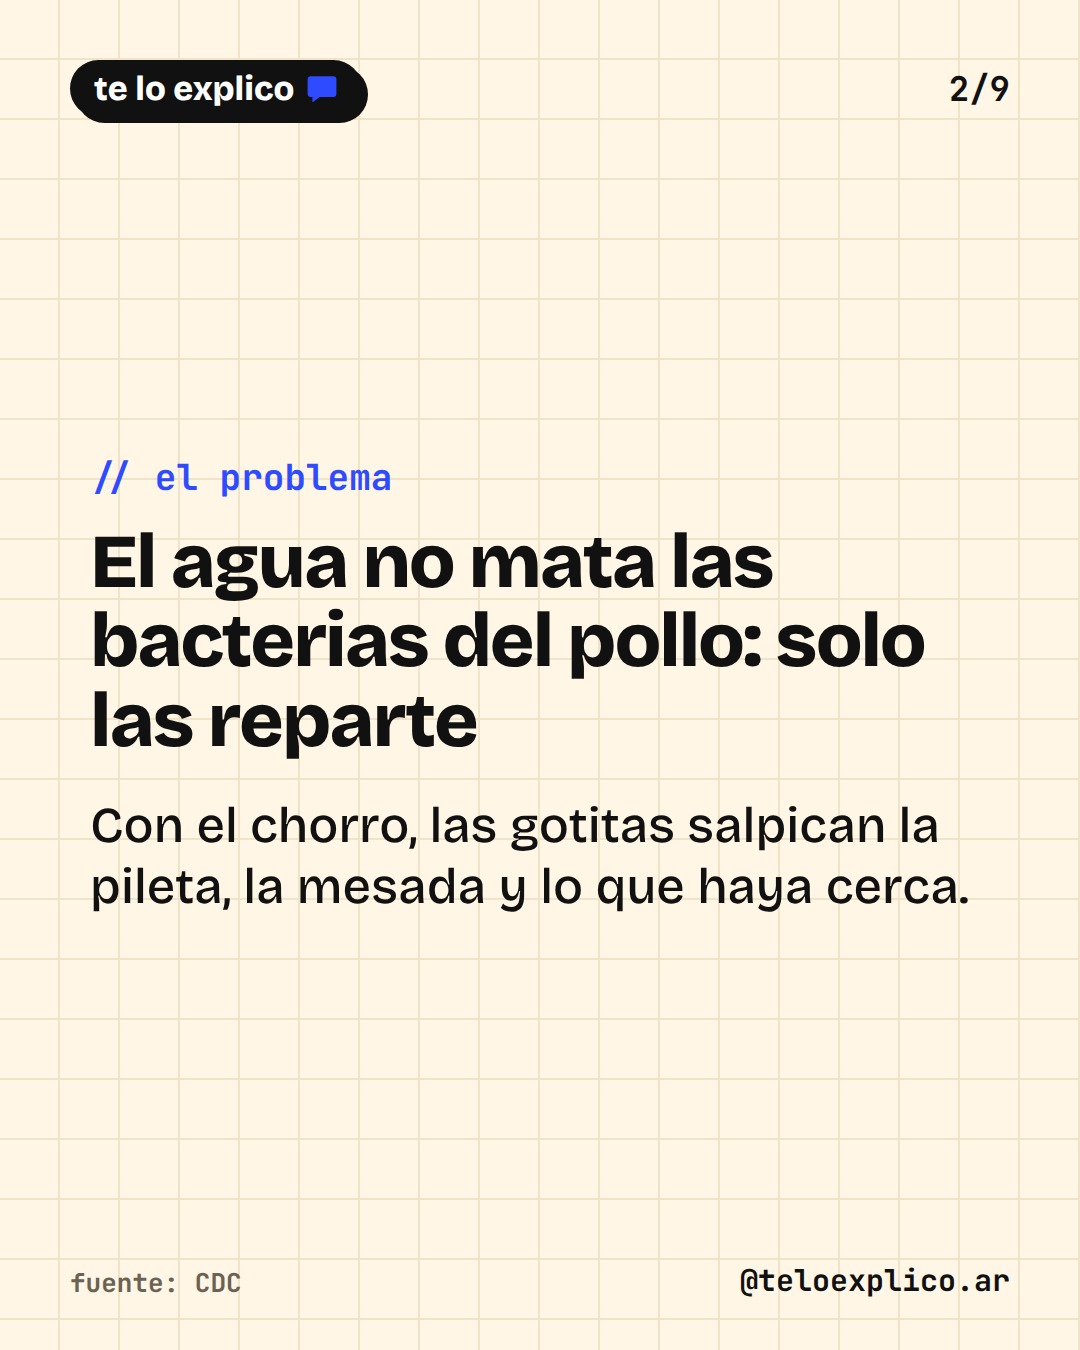 te lo explico
2/9
// el problema
El agua no mata las
bacterias del pollo: solo
las reparte
Con el chorro, las gotitas salpican la
pileta, la mesada y lo que haya cerca.
fuente: CDC
@teloexplico.ar